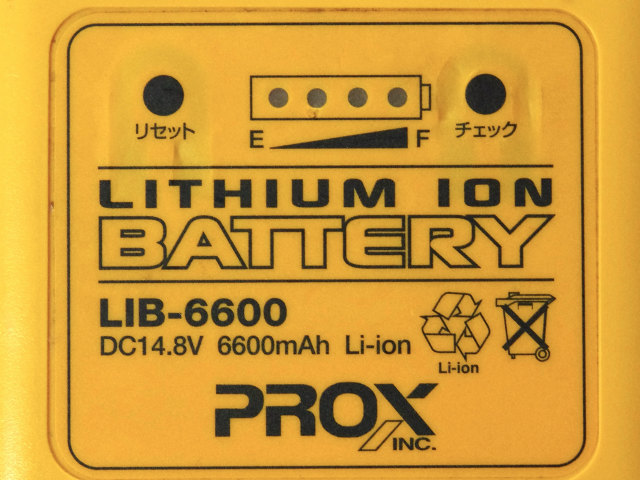 リセット
E F
チェック
LITHIUM ION
BATTERY
LIB-6600
DC14.8V 6600mAh Li-ion
Li-ion
PROX
INC.